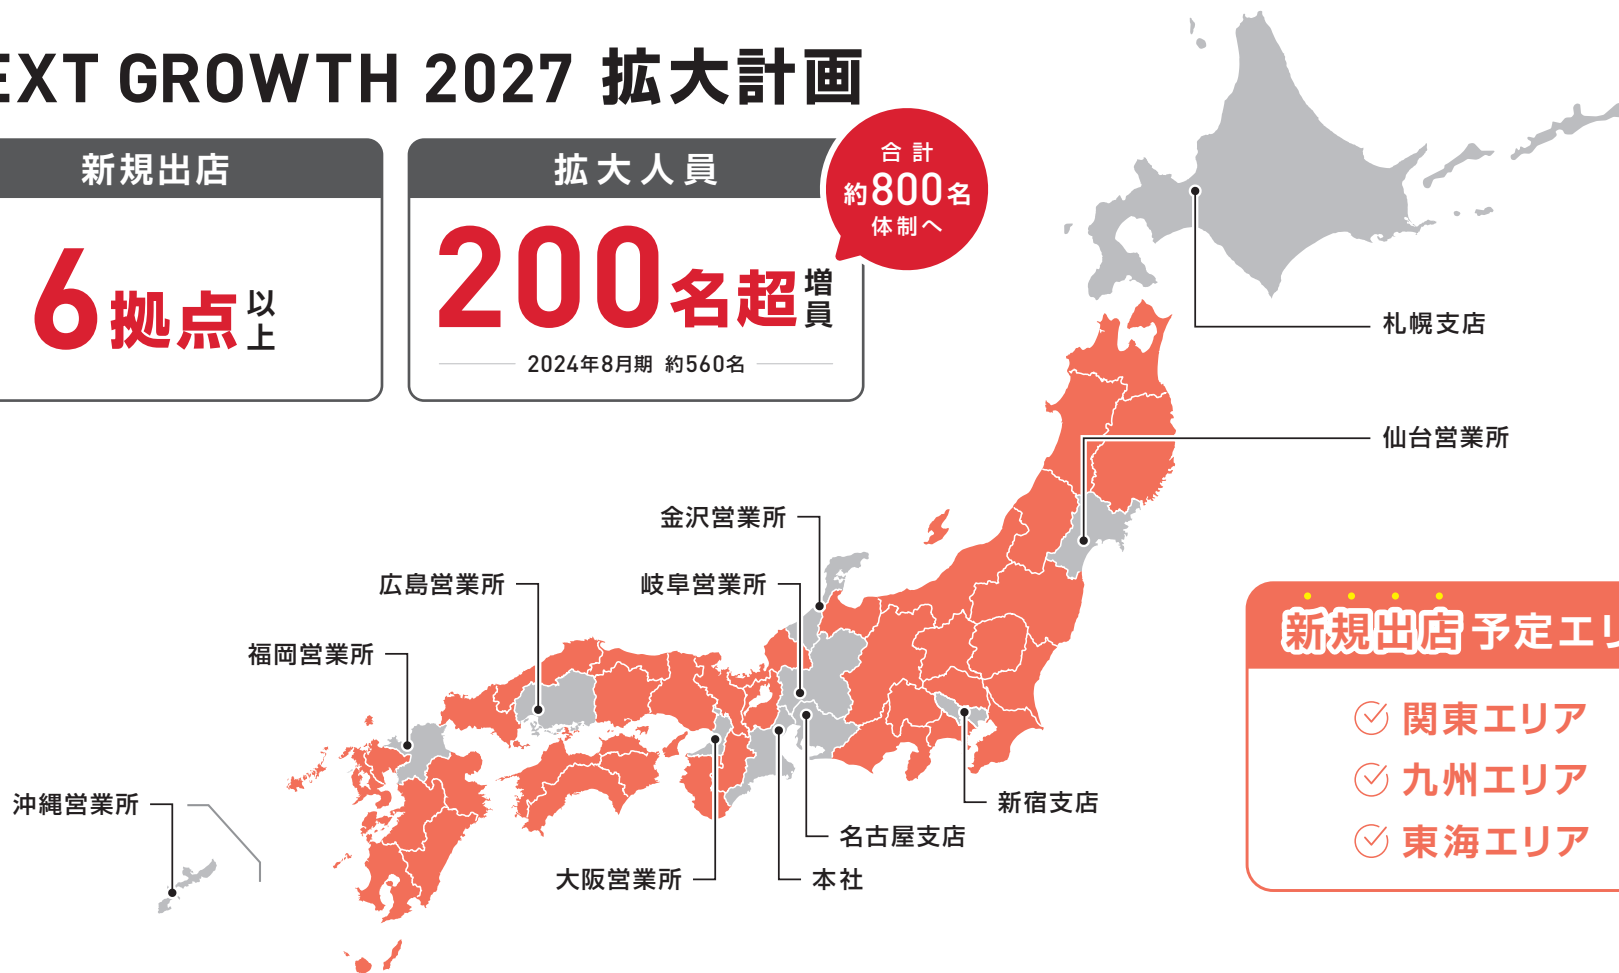 EXT GROWTH 2027 拡大計画
新規出店
6拠点以上
拡大人員
200名超増員
2024年8月期 約560名
合計
約800名
体制へ
札幌支店
仙台営業所
金沢営業所
広島営業所
岐阜営業所
福岡営業所
沖縄営業所
新宿支店
名古屋支店
大阪営業所
本社
新規出店予定エリ
関東エリア
九州エリア
東海エリア